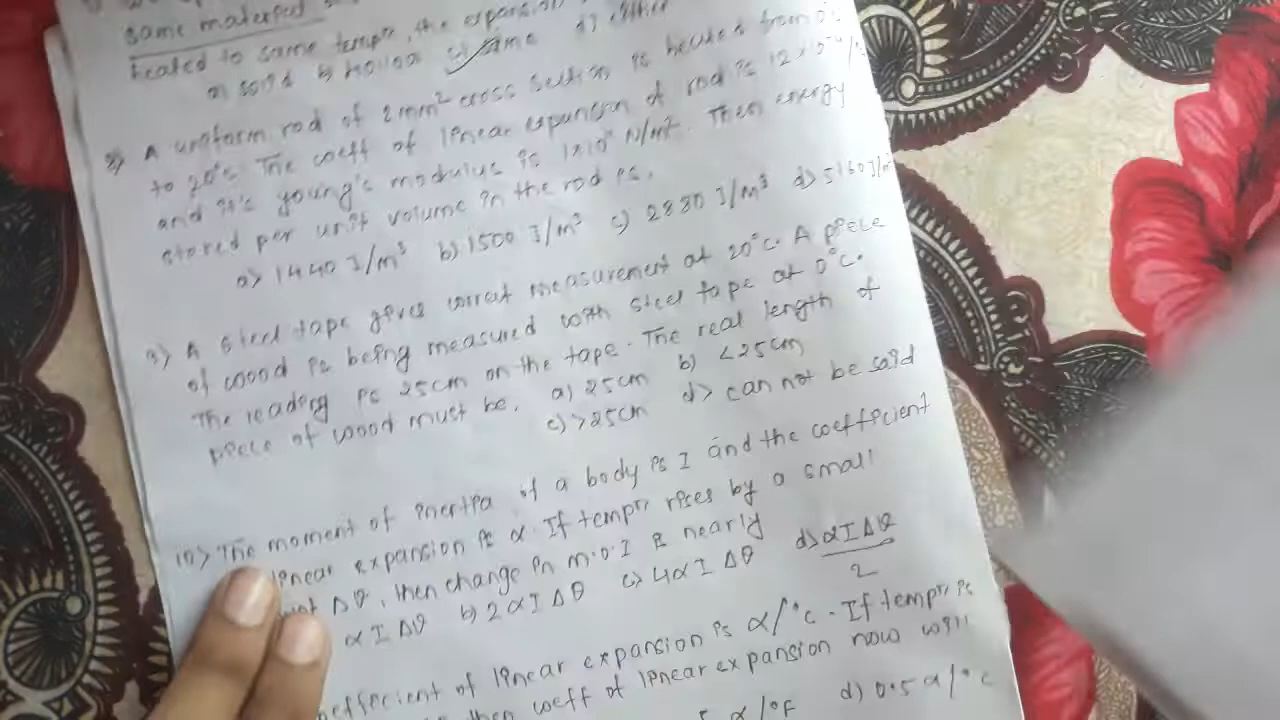 same material
heated to same tempn, the expansion
a) solid b) hollow c) same d) either
8) A uniform rod of 2mm² cross section is heated from 0°
to 20°c. The coeff of linear expansion of rod is 12 × 10⁻⁶/
and it's young's modulus is 1×10¹¹ N/m². Then energy
stored per unit volume in the rod is.
a) 1440 J/m³ b) 1500 J/m³ c) 2880 J/m³ d) 5760 J/m³
9) A steel tape gives correct measurement at 20°c. A piece
of wood is being measured with steel tape at 0°c.
The reading is 25cm on the tape. The real length of
piece of wood must be. a) 25cm b) <25cm
c) >25cm d) can not be said
10) The moment of inertia of a body is I and the coefficient
linear expansion is α. If tempn rises by a small
Δθ, then change in m.o.I is nearly
αIΔθ b) 2αIΔθ c) 4αIΔθ d) αIΔθ/2
oefficient of linear expansion is α/°c. If tempn is
then coeff of linear expansion now will
α/°F d) 0.5α/°c